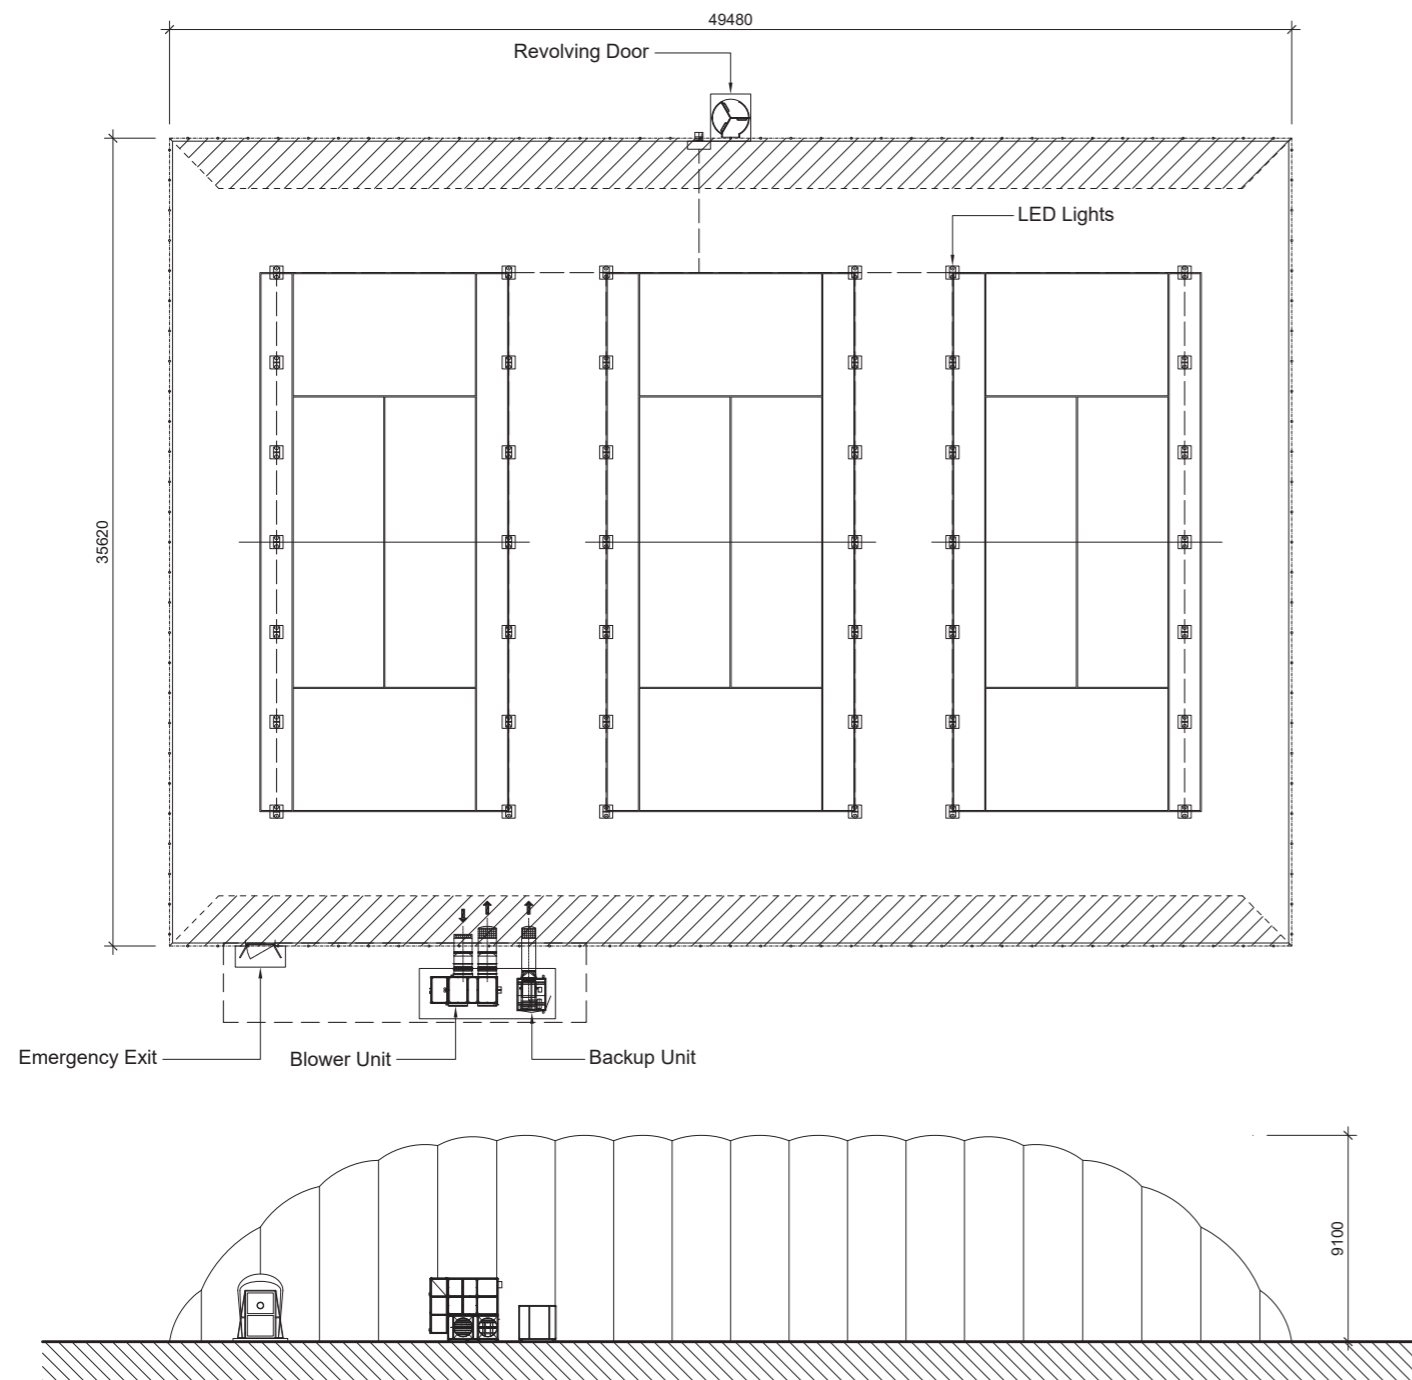 49480
Revolving Door
LED Lights
35620
Emergency Exit
Blower Unit
Backup Unit
9100